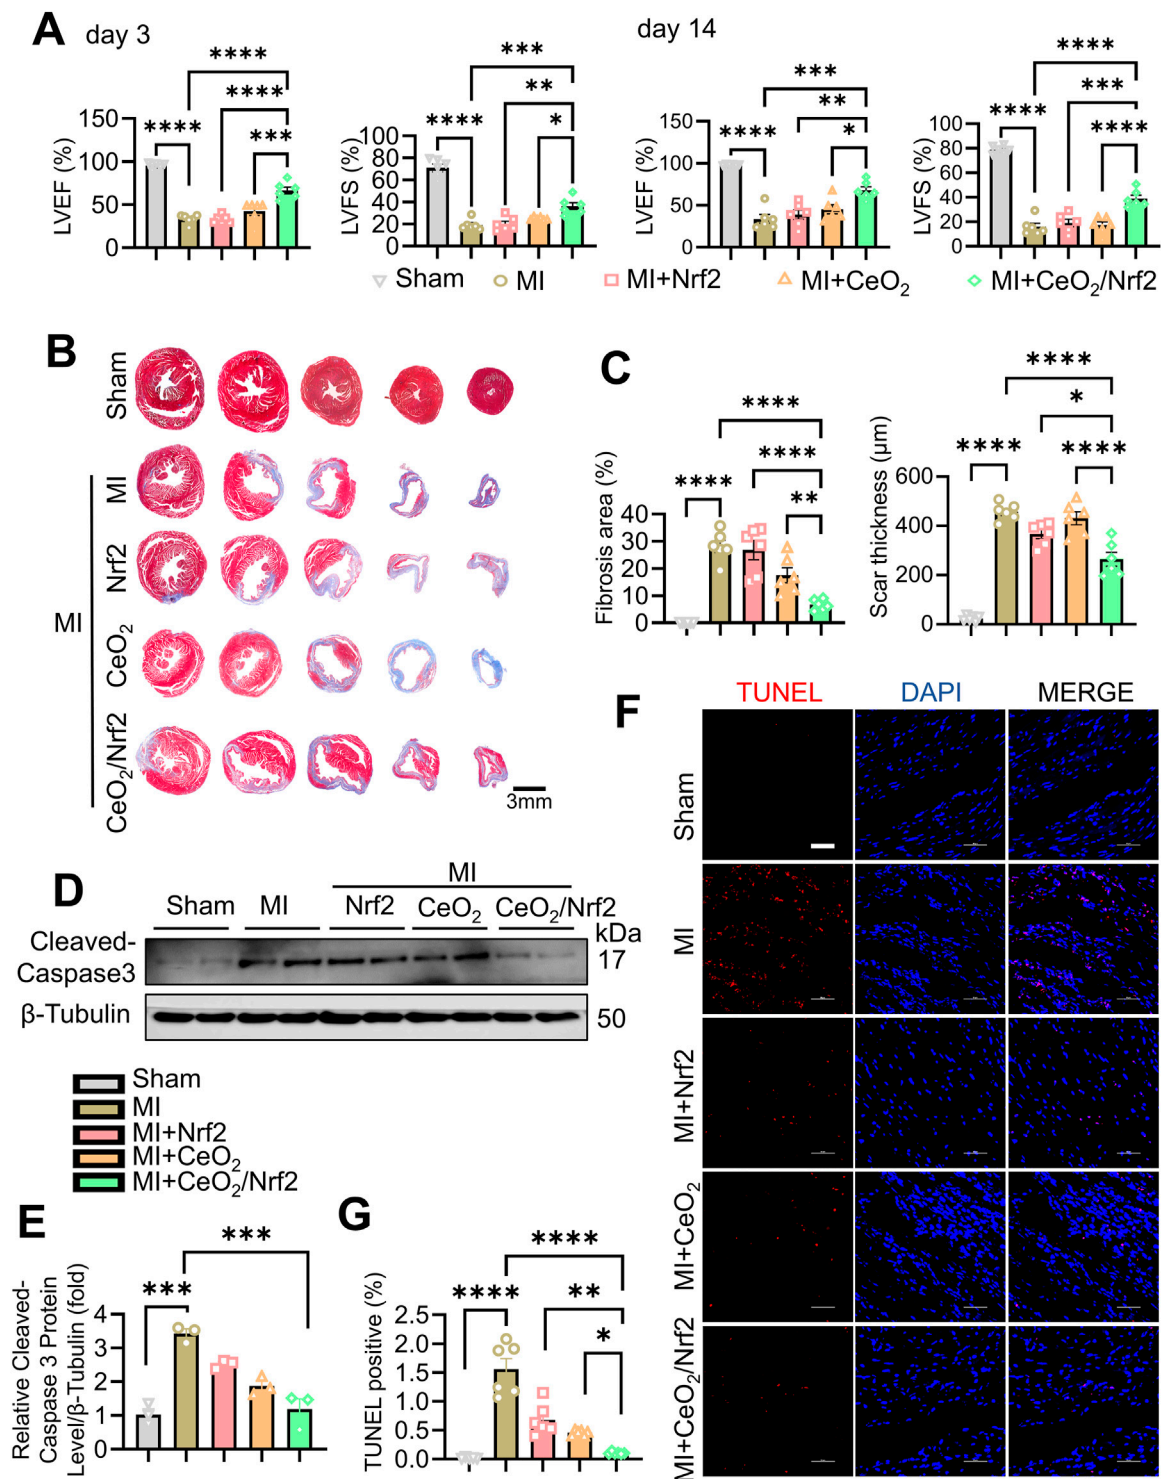 A day 3 day 14
**** *** *** ****
**** ** ** ***
**** *** **** * **** * **** ****
LVEF (%) 150 100 50 0
LVFS (%) 100 80 60 40 20 0
LVEF (%) 150 100 50 0
LVFS (%) 100 80 60 40 20 0
Sham MI MI+Nrf2 MI+CeO₂ MI+CeO₂/Nrf2
B
Sham
MI
Nrf2
MI
CeO₂
CeO₂/Nrf2
3mm
C
****
****
**** **
Fibrosis area (%)
40
30
20
10
0
****
*
**** ****
Scar thickness (µm)
600
400
200
0
D
MI
Sham MI Nrf2 CeO₂ CeO₂/Nrf2
kDa
Cleaved-
Caspase3 17
β-Tubulin 50
Sham
MI
MI+Nrf2
MI+CeO₂
MI+CeO₂/Nrf2
E
***
***
Relative Cleaved-
Caspase 3 Protein
Level/β-Tubulin (fold)
4
3
2
1
0
F
TUNEL DAPI MERGE
Sham
MI
MI+Nrf2
MI+CeO₂
MI+CeO₂/Nrf2
G
****
**** **
*
TUNEL positive (%)
2.5
2.0
1.5
1.0
0.5
0.0